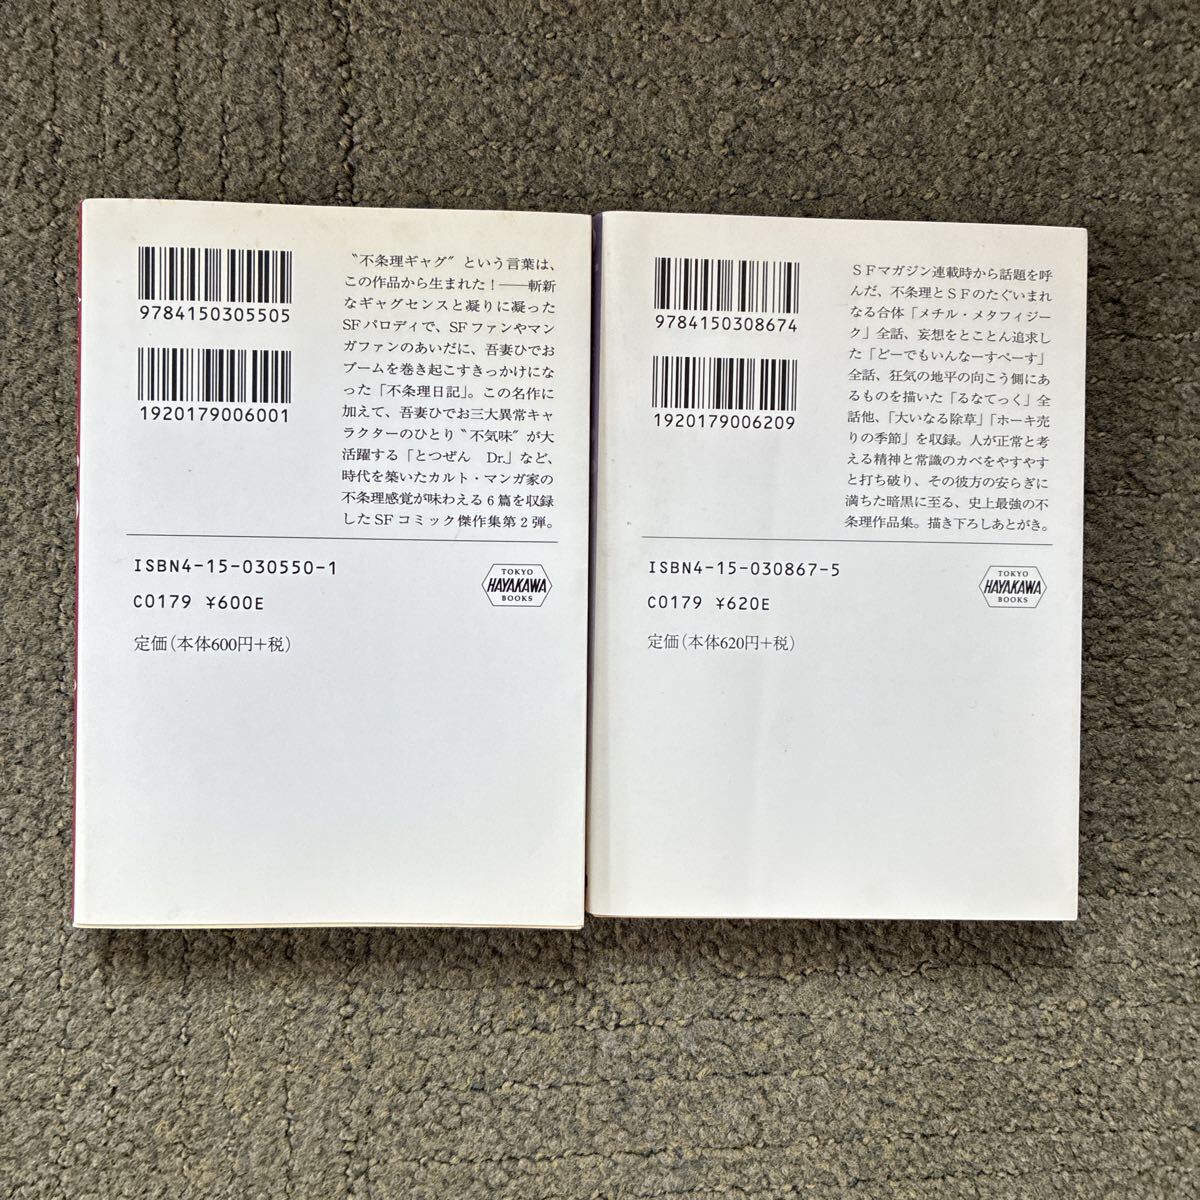 9784150305505
1920179006001
〝不条理ギャグ〟という言葉は、
この作品から生まれた！――斬新
なギャグセンスと凝りに凝った
SFパロディで、SFファンやマン
ガファンのあいだに、吾妻ひでお
ブームを巻き起こすきっかけにな
った「不条理日記」。この名作に
加えて、吾妻ひでお三大異常キャ
ラクターのひとり〝不気味〟が大
活躍する「とつぜん Dr.」など、
時代を築いたカルト・マンガ家の
不条理感覚が味わえる6篇を収録
したSFコミック傑作集第2弾。
ISBN4-15-030550-1
C0179 ¥600E
定価(本体600円+税)
TOKYO
HAYAKAWA
BOOKS
9784150308674
1920179006209
SFマガジン連載時から話題を呼
んだ、不条理とSFのたぐいまれ
なる合体「メチル・メタフィジー
ク」全話、妄想をとことん追求し
た「どーでもいんなーすぺーす」
全話、狂気の地平の向こう側にあ
るものを描いた「るなてっく」全
話他、「大いなる除草」「ホーキ売
りの季節」を収録。人が正常と考
える精神と常識のカベをやすやす
と打ち破り、その彼方の安らぎに
満ちた暗黒に至る、史上最強の不
条理作品集。描き下ろしあとがき。
ISBN4-15-030867-5
C0179 ¥620E
定価(本体620円+税)
TOKYO
HAYAKAWA
BOOKS